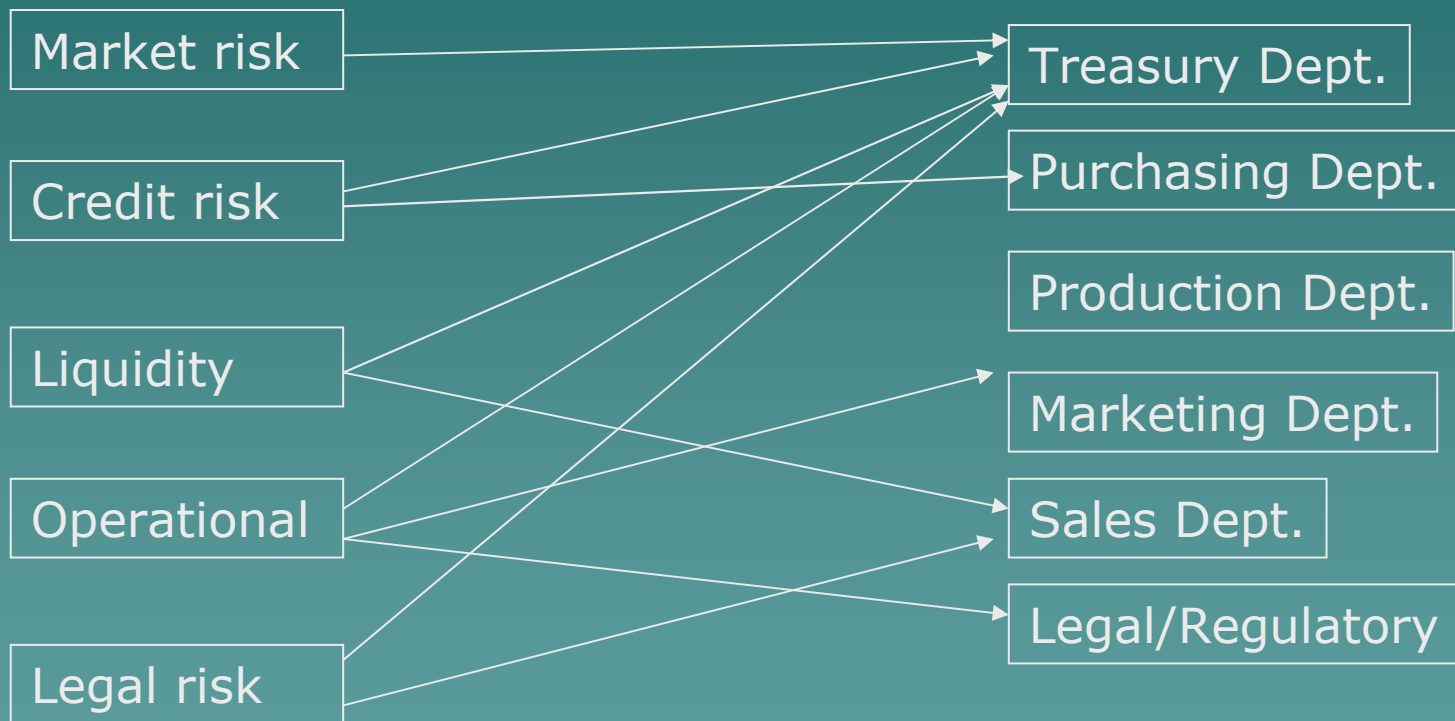 Market risk
Credit risk
Liquidity
Operational
Legal risk
Treasury Dept.
Purchasing Dept.
Production Dept.
Marketing Dept.
Sales Dept.
Legal/Regulatory